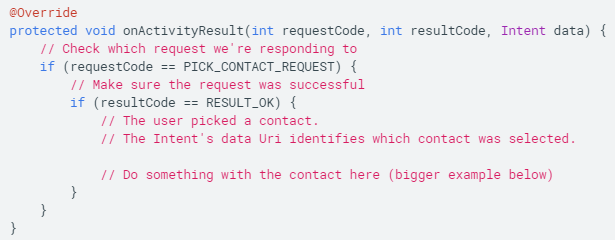 @Override
protected void onActivityResult(int requestCode, int resultCode, Intent data) {
    // Check which request we're responding to
    if (requestCode == PICK_CONTACT_REQUEST) {
        // Make sure the request was successful
        if (resultCode == RESULT_OK) {
            // The user picked a contact.
            // The Intent's data Uri identifies which contact was selected.

            // Do something with the contact here (bigger example below)
        }
    }
}